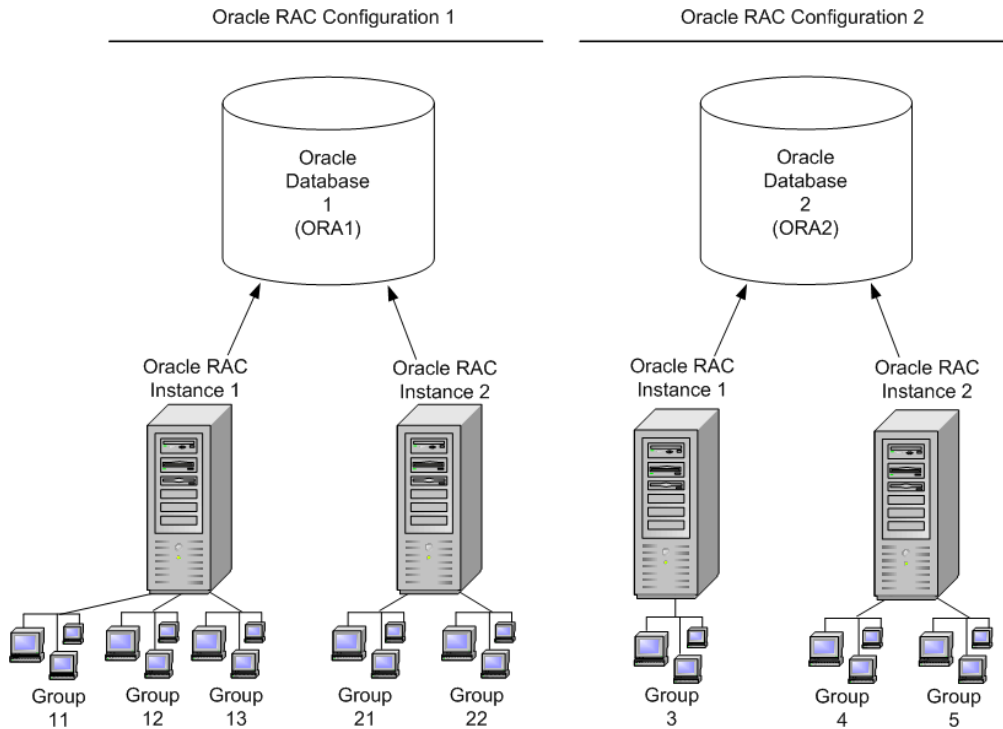 Oracle RAC Configuration 1
Oracle RAC Configuration 2
Oracle
Database
1
(ORA1)
Oracle
Database
2
(ORA2)
Oracle RAC
Instance 1
Oracle RAC
Instance 2
Oracle RAC
Instance 1
Oracle RAC
Instance 2
Group
11
Group
12
Group
13
Group
21
Group
22
Group
3
Group
4
Group
5